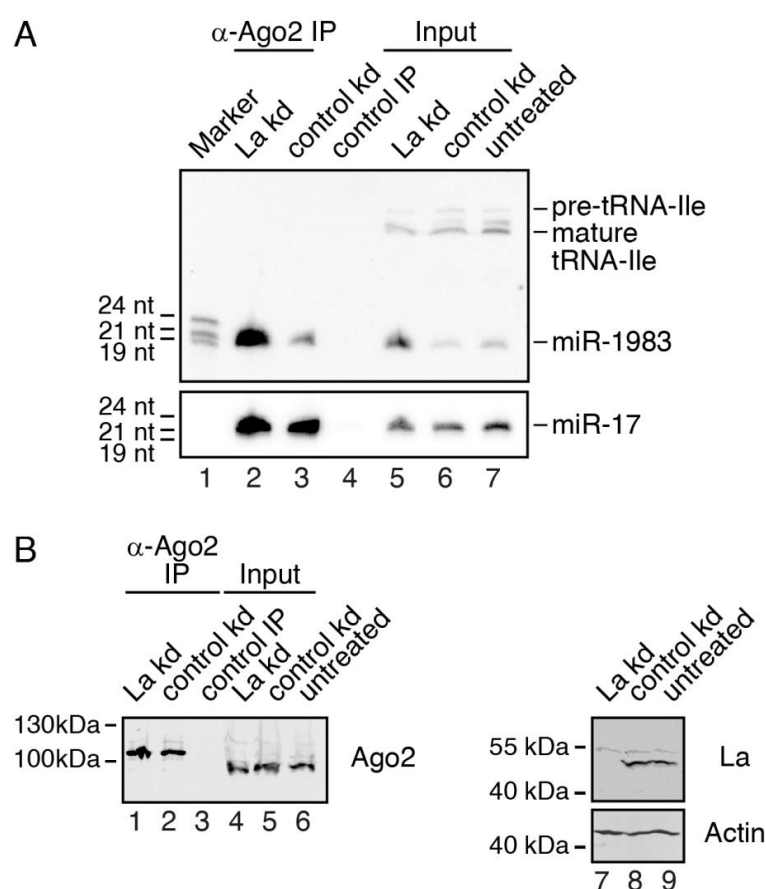 A
α-Ago2 IP
Input
Marker
La kd
control kd
control IP
La kd
control kd
untreated
pre-tRNA-Ile
mature
tRNA-Ile
24 nt
21 nt
19 nt
miR-1983
24 nt
21 nt
19 nt
miR-17
1 2 3 4 5 6 7
B
α-Ago2
IP
Input
La kd
control kd
control IP
La kd
control kd
untreated
130kDa
100kDa
Ago2
1 2 3 4 5 6
La kd
control kd
untreated
55 kDa
La
40 kDa
Actin
40 kDa
7 8 9